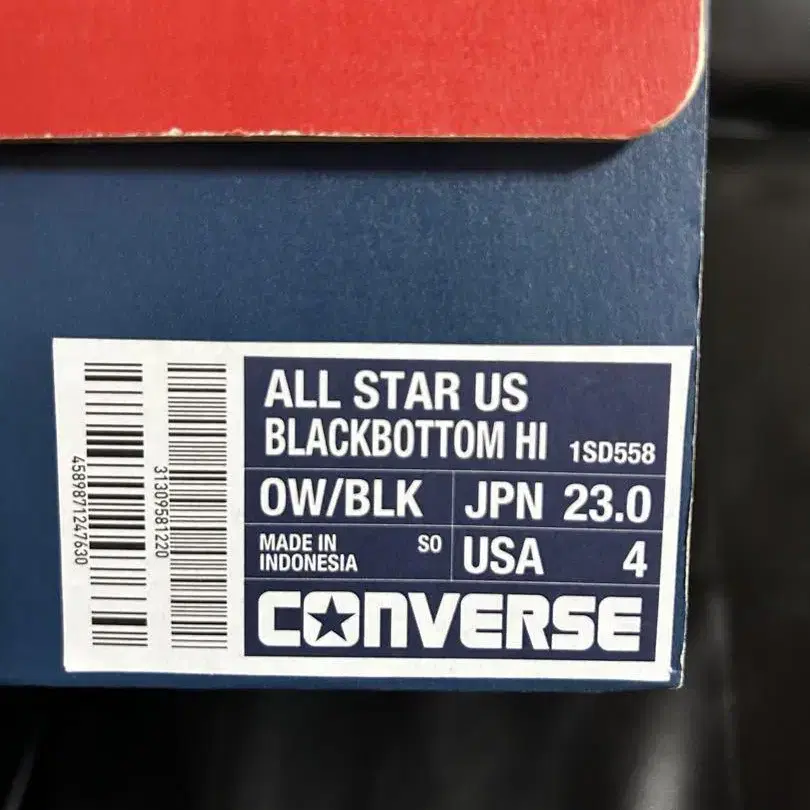 ALL STAR US
BLACKBOTTOM HI 1SD558
OW/BLK JPN 23.0
MADE IN INDONESIA SO USA 4
CONVERSE
4589871247630
31309581220